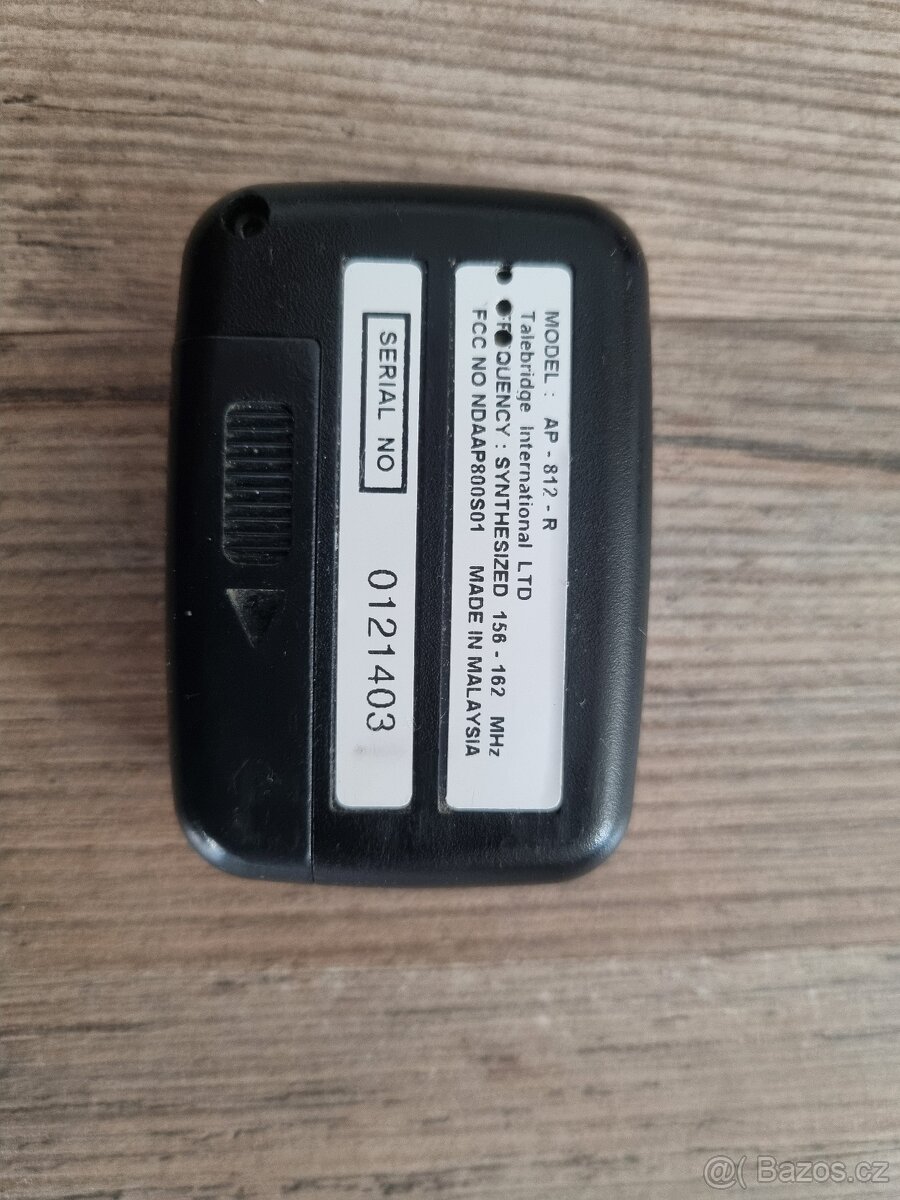 MODEL : AP - 812 - R
Talebridge International LTD
FREQUENCY : SYNTHESIZED 156 - 162 MHz
FCC NO NDAAP800S01 MADE IN MALAYSIA
SERIAL NO 0121403
@( Bazos.cz